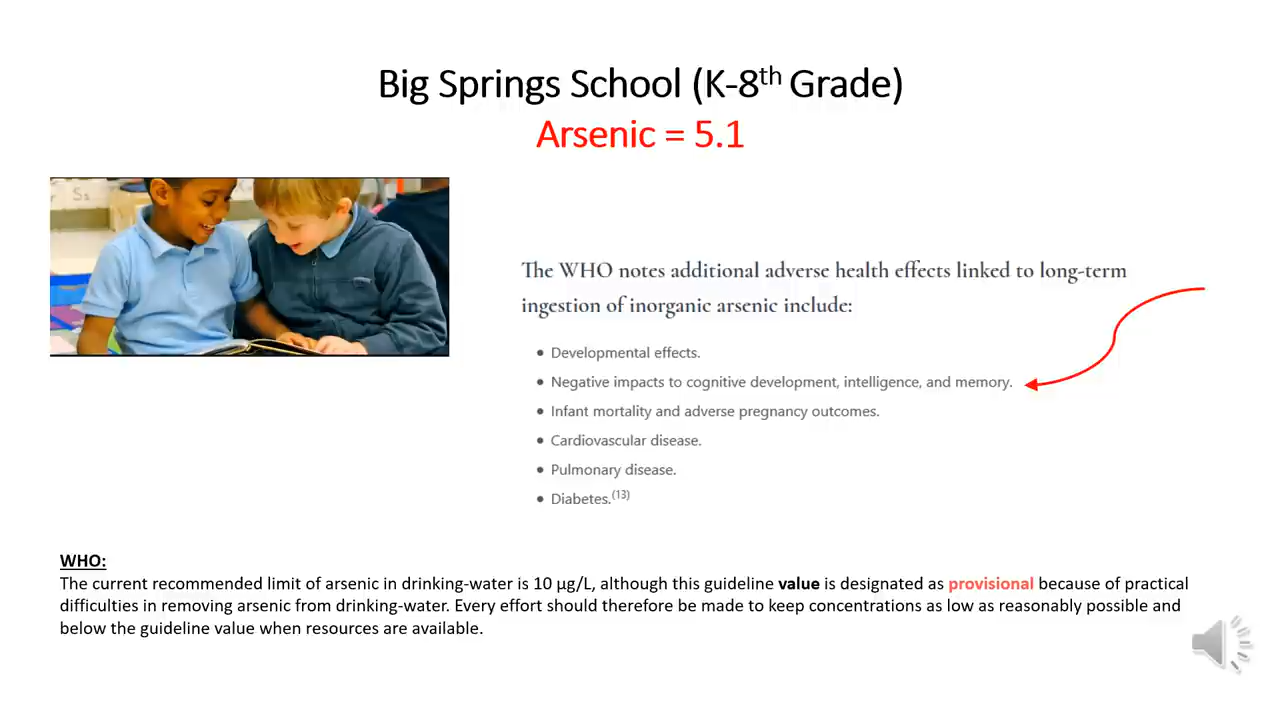 Big Springs School (K-8th Grade)
Arsenic = 5.1
Ss
The WHO notes additional adverse health effects linked to long-term
ingestion of inorganic arsenic include:
• Developmental effects.
• Negative impacts to cognitive development, intelligence, and memory.
• Infant mortality and adverse pregnancy outcomes.
• Cardiovascular disease.
• Pulmonary disease.
• Diabetes.(13)
WHO:
The current recommended limit of arsenic in drinking-water is 10 μg/L, although this guideline value is designated as provisional because of practical
difficulties in removing arsenic from drinking-water. Every effort should therefore be made to keep concentrations as low as reasonably possible and
below the guideline value when resources are available.